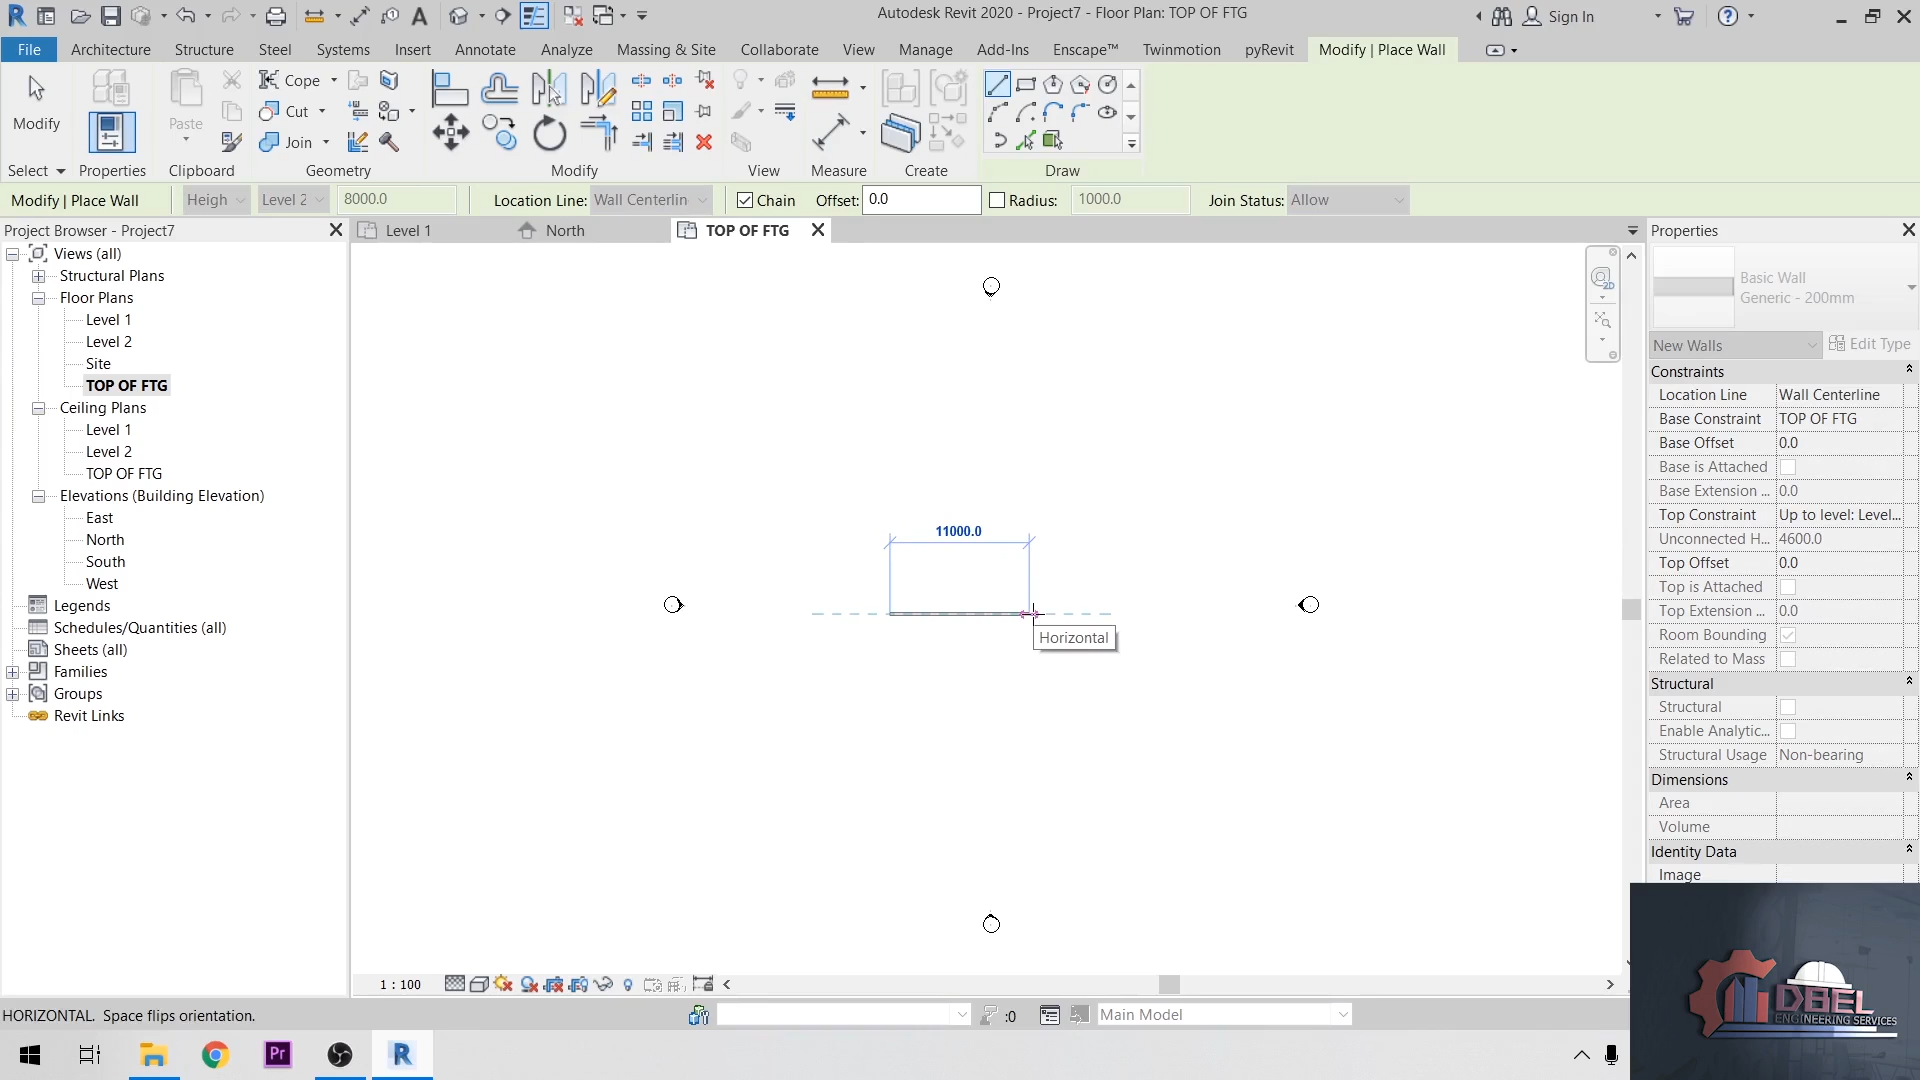 Autodesk Revit 2020 - Project7 - Floor Plan: TOP OF FTG
Sign In
File
Architecture
Structure
Steel
Systems
Insert
Annotate
Analyze
Massing & Site
Collaborate
View
Manage
Add-Ins
Enscape™
Twinmotion
pyRevit
Modify | Place Wall
Modify
Paste
Cope
Cut
Join
Select
Properties
Clipboard
Geometry
Modify
View
Measure
Create
Draw
Modify | Place Wall
Heigh
Level 2
8000.0
Location Line:
Wall Centerlin
Chain
Offset:
0.0
Radius:
1000.0
Join Status:
Allow
Project Browser - Project7
Views (all)
Structural Plans
Floor Plans
Level 1
Level 2
Site
TOP OF FTG
Ceiling Plans
Level 1
Level 2
TOP OF FTG
Elevations (Building Elevation)
East
North
South
West
Legends
Schedules/Quantities (all)
Sheets (all)
Families
Groups
Revit Links
Level 1
North
TOP OF FTG
2D
11000.0
Horizontal
Properties
Basic Wall
Generic - 200mm
New Walls
Edit Type
Constraints
Location Line Wall Centerline
Base Constraint TOP OF FTG
Base Offset 0.0
Base is Attached
Base Extension ... 0.0
Top Constraint Up to level: Level...
Unconnected H... 4600.0
Top Offset 0.0
Top is Attached
Top Extension ... 0.0
Room Bounding
Related to Mass
Structural
Structural
Enable Analytic...
Structural Usage Non-bearing
Dimensions
Area
Volume
Identity Data
Image
1 : 100
HORIZONTAL. Space flips orientation.
:0
Main Model
Pr
R
DBEL
ENGINEERING SERVICES